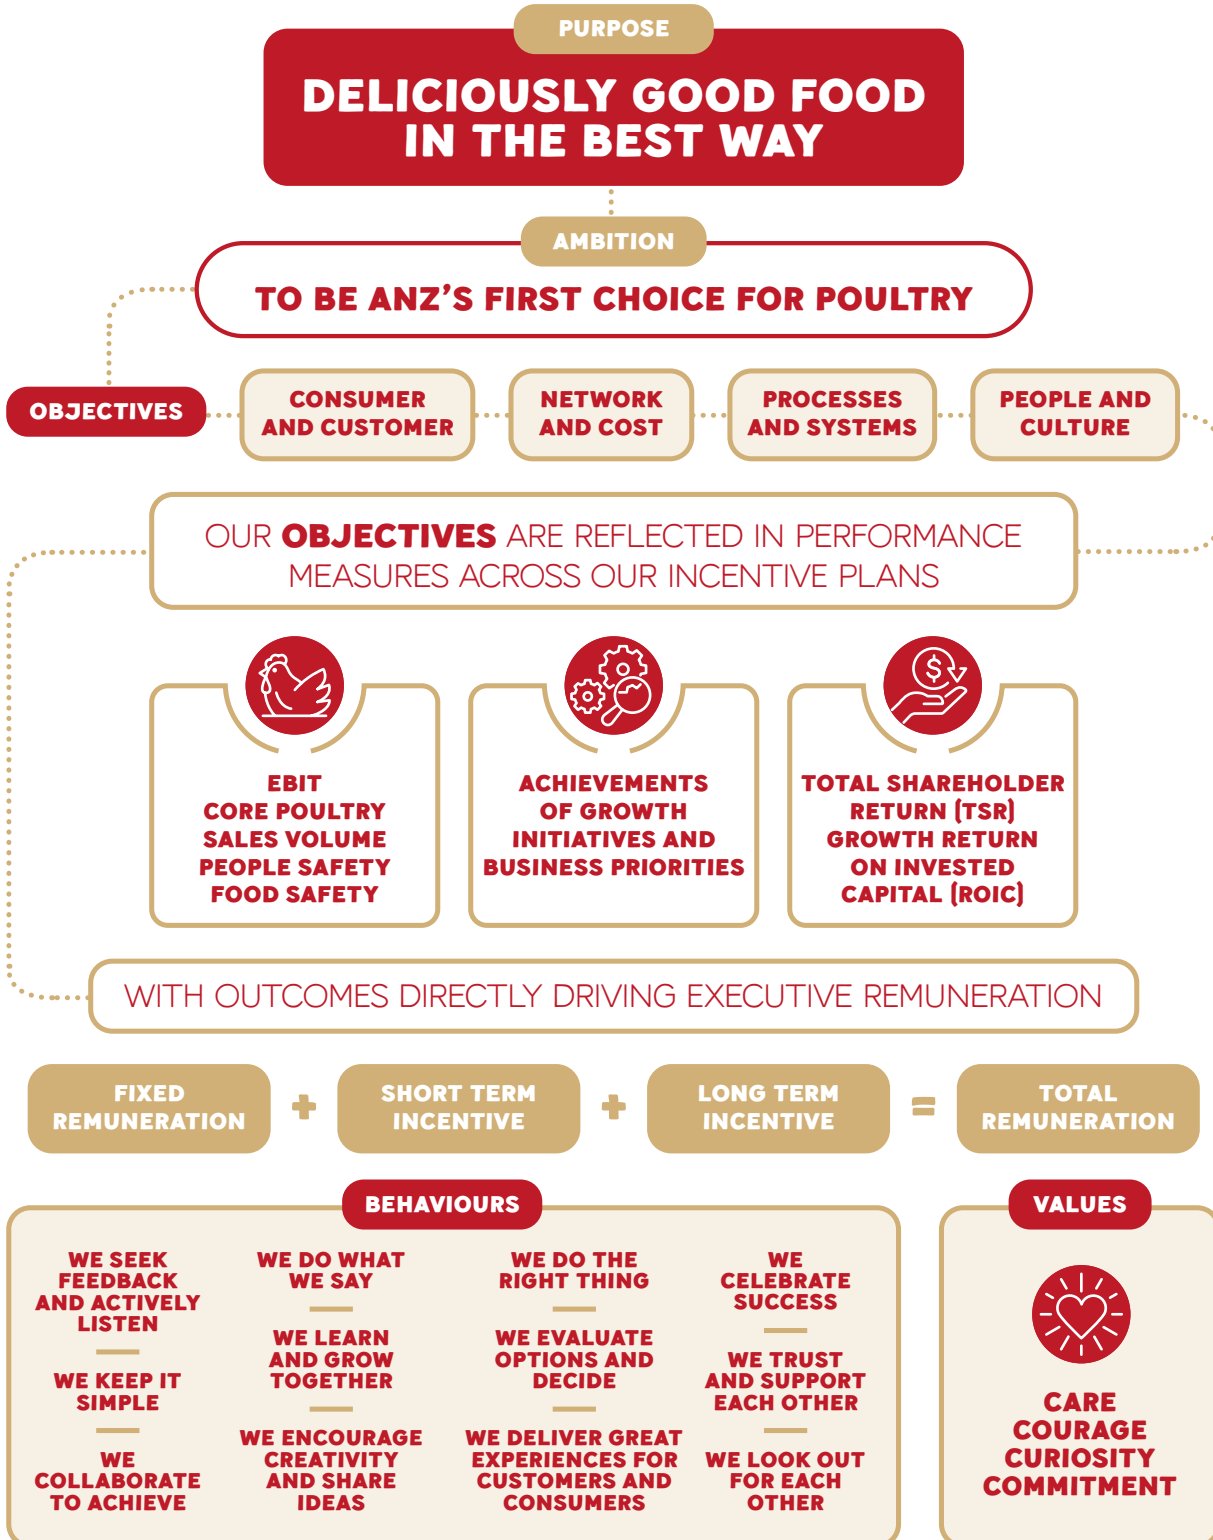 PURPOSE
DELICIOUSLY GOOD FOOD
IN THE BEST WAY
AMBITION
TO BE ANZ'S FIRST CHOICE FOR POULTRY
OBJECTIVES
CONSUMER
AND CUSTOMER
NETWORK
AND COST
PROCESSES
AND SYSTEMS
PEOPLE AND
CULTURE
OUR OBJECTIVES ARE REFLECTED IN PERFORMANCE
MEASURES ACROSS OUR INCENTIVE PLANS
EBIT
CORE POULTRY
SALES VOLUME
PEOPLE SAFETY
FOOD SAFETY
ACHIEVEMENTS
OF GROWTH
INITIATIVES AND
BUSINESS PRIORITIES
$
TOTAL SHAREHOLDER
RETURN (TSR)
GROWTH RETURN
ON INVESTED
CAPITAL (ROIC)
WITH OUTCOMES DIRECTLY DRIVING EXECUTIVE REMUNERATION
FIXED
REMUNERATION
+
SHORT TERM
INCENTIVE
+
LONG TERM
INCENTIVE
=
TOTAL
REMUNERATION
BEHAVIOURS
WE SEEK
FEEDBACK
AND ACTIVELY
LISTEN
WE KEEP IT
SIMPLE
WE
COLLABORATE
TO ACHIEVE
WE DO WHAT
WE SAY
WE LEARN
AND GROW
TOGETHER
WE ENCOURAGE
CREATIVITY
AND SHARE
IDEAS
WE DO THE
RIGHT THING
WE EVALUATE
OPTIONS AND
DECIDE
WE DELIVER GREAT
EXPERIENCES FOR
CUSTOMERS AND
CONSUMERS
WE
CELEBRATE
SUCCESS
WE TRUST
AND SUPPORT
EACH OTHER
WE LOOK OUT
FOR EACH
OTHER
VALUES
CARE
COURAGE
CURIOSITY
COMMITMENT